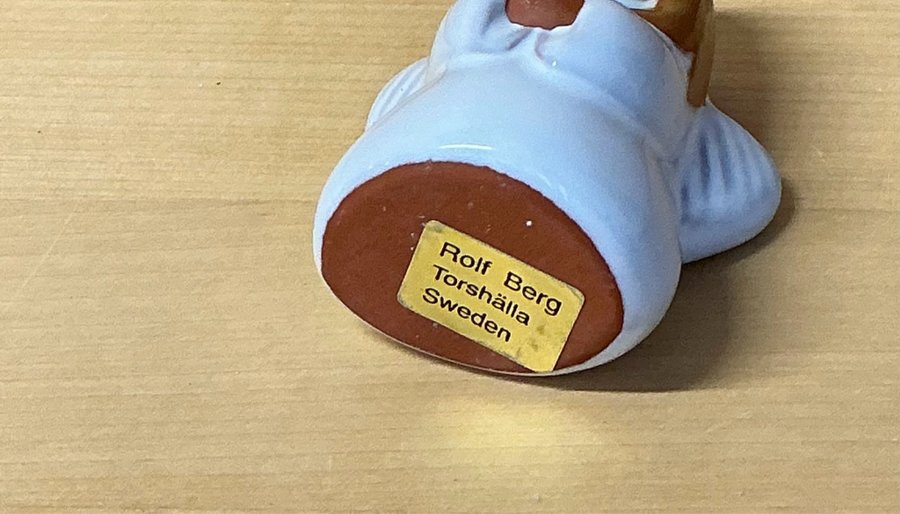 Rolf Berg
Torshälla
Sweden